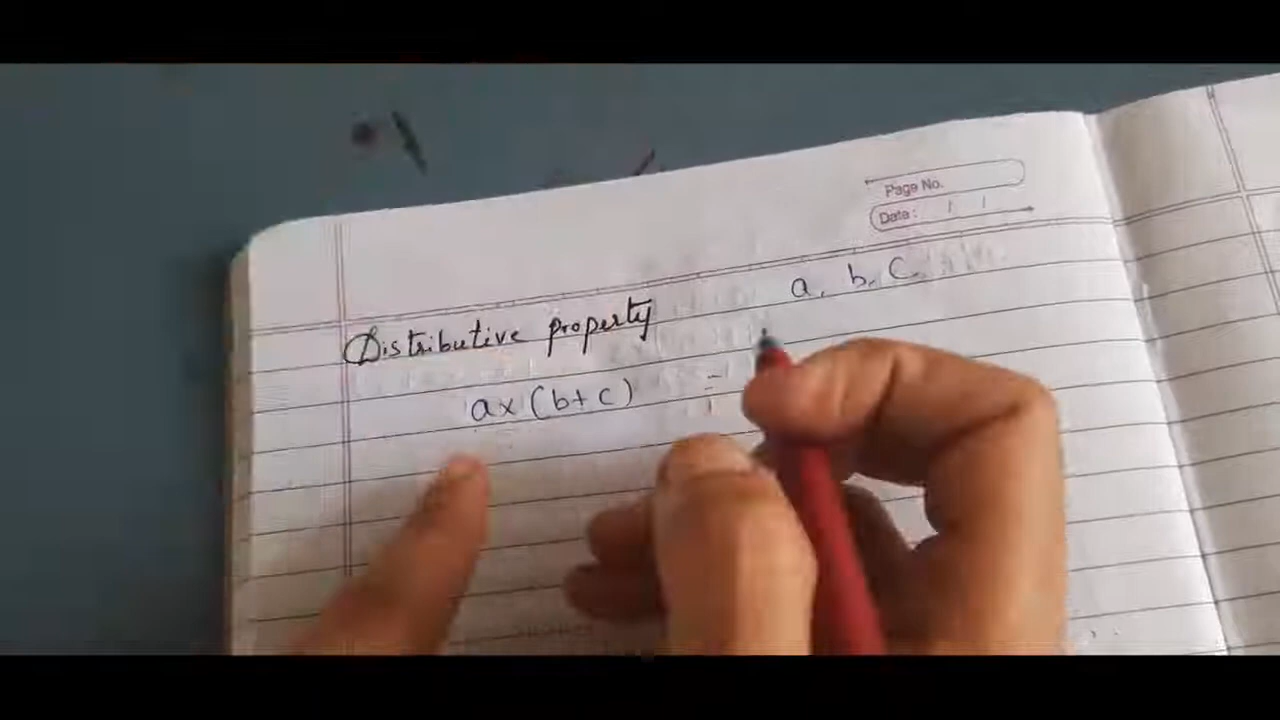 Page No.
Date: / /
a, b, c
Distributive property
a x (b + c) =